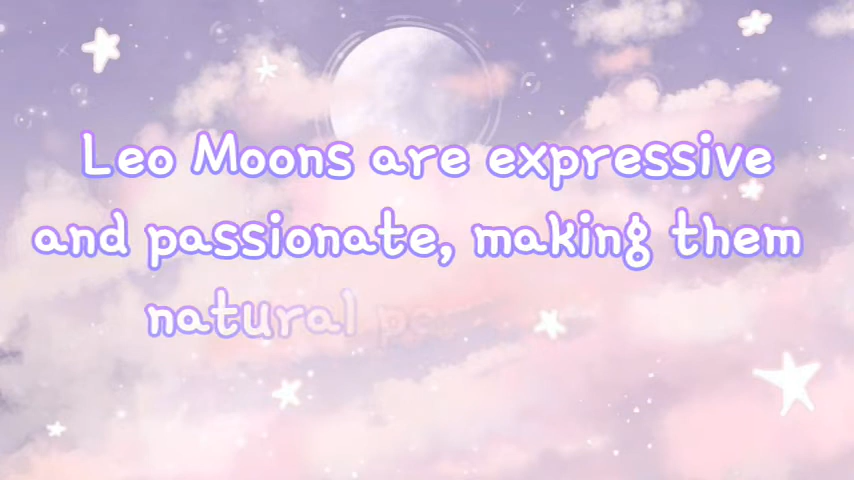 Leo Moons are expressive
and passionate, making them
natural